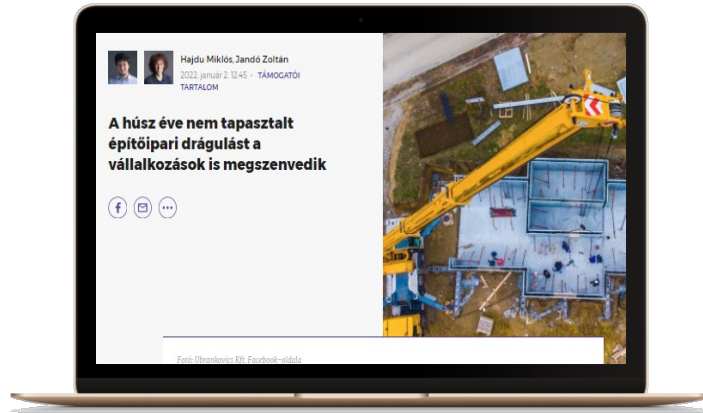 Hajdu Miklós, Jandó Zoltán
2022. január 2. 12:45 - TÁMOGATÓI
TARTALOM
A húsz éve nem tapasztalt
építőipari drágulást a
vállalkozások is megszenvedik
Fotó: Ubrankovics Kft. Facebook-oldala